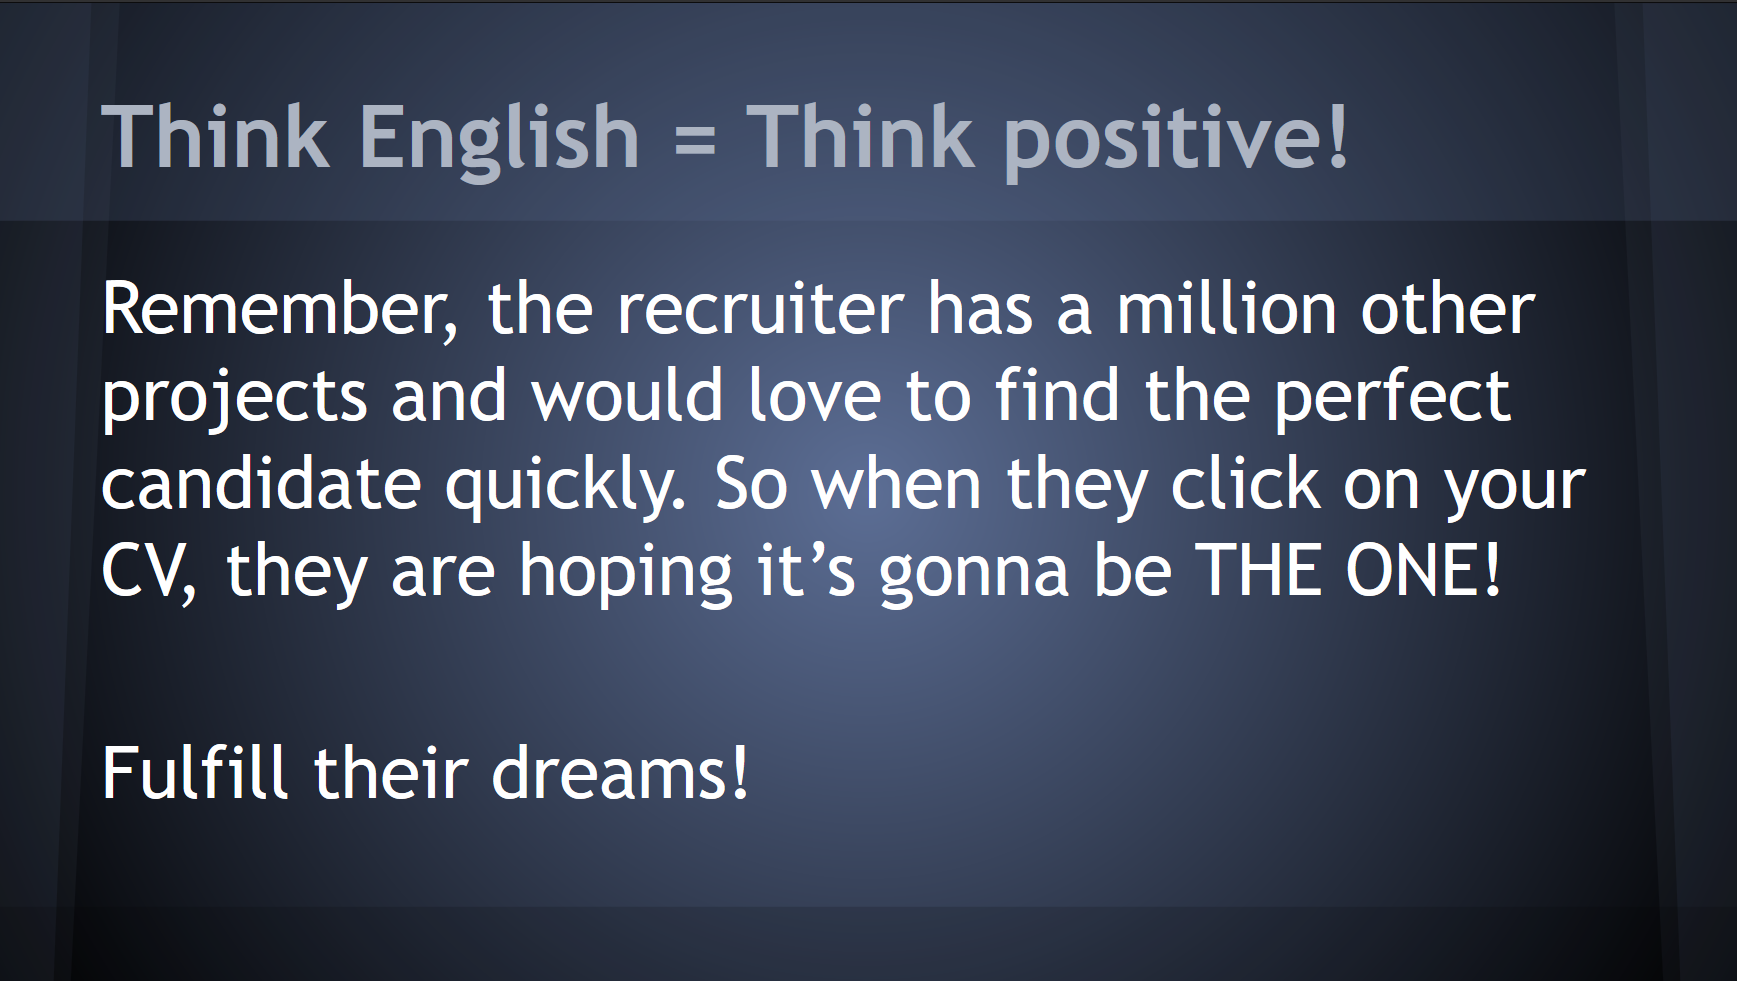 Think English = Think positive!
Remember, the recruiter has a million other
projects and would love to find the perfect
candidate quickly. So when they click on your
CV, they are hoping it’s gonna be THE ONE!
Fulfill their dreams!